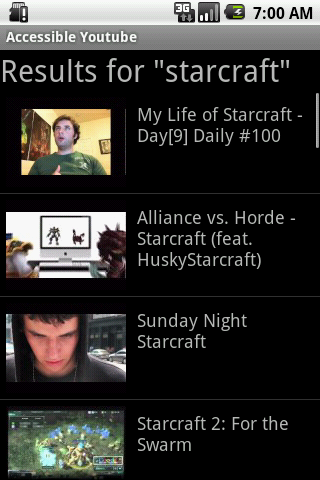 3G 7:00 AM
Accessible Youtube
Results for "starcraft"
My Life of Starcraft -
Day[9] Daily #100
Alliance vs. Horde -
Starcraft (feat.
HuskyStarcraft)
Sunday Night
Starcraft
Starcraft 2: For the
Swarm